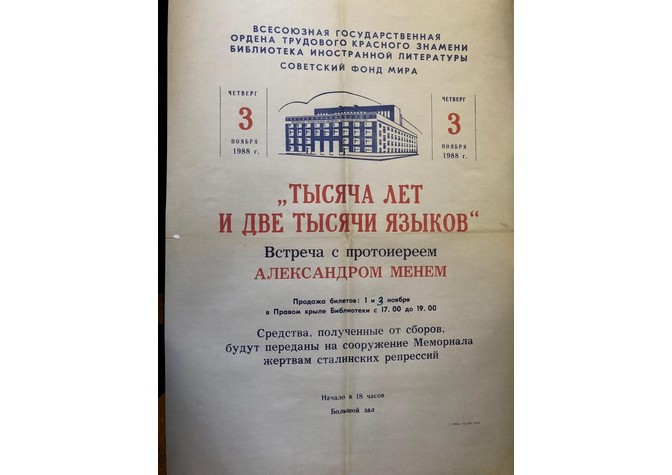 ВСЕСОЮЗНАЯ ГОСУДАРСТВЕННАЯ
ОРДЕНА ТРУДОВОГО КРАСНОГО ЗНАМЕНИ
БИБЛИОТЕКА ИНОСТРАННОЙ ЛИТЕРАТУРЫ
СОВЕТСКИЙ ФОНД МИРА
ЧЕТВЕРГ
3
НОЯБРЯ
1988 г.
ЧЕТВЕРГ
3
НОЯБРЯ
1988 г.
„ТЫСЯЧА ЛЕТ
И ДВЕ ТЫСЯЧИ ЯЗЫКОВ“
Встреча с протоиереем
АЛЕКСАНДРОМ МЕНЕМ
Продажа билетов: 1 и 3 ноября
в Правом крыле Библиотеки с 17.00 до 19.00
Средства, полученные от сборов,
будут переданы на сооружение Мемориала
жертвам сталинских репрессий
Начало в 18 часов
Большой зал